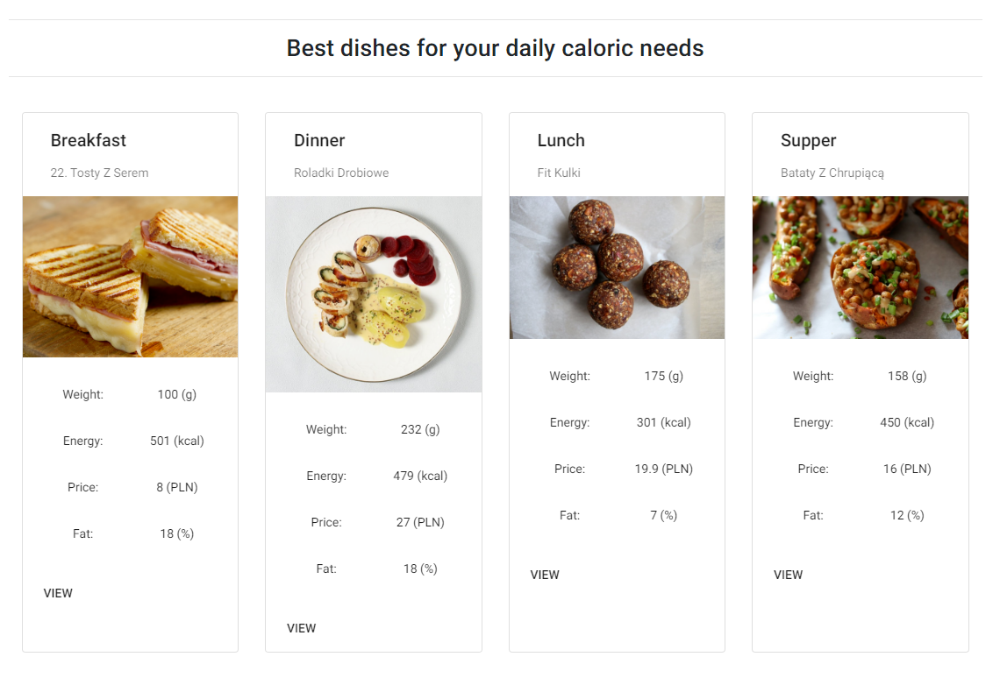 Best dishes for your daily caloric needs
Breakfast
22. Tosty Z Serem
Weight: 100 (g)
Energy: 501 (kcal)
Price: 8 (PLN)
Fat: 18 (%)
VIEW
Dinner
Roladki Drobiowe
Weight: 232 (g)
Energy: 479 (kcal)
Price: 27 (PLN)
Fat: 18 (%)
VIEW
Lunch
Fit Kulki
Weight: 175 (g)
Energy: 301 (kcal)
Price: 19.9 (PLN)
Fat: 7 (%)
VIEW
Supper
Bataty Z Chrupiącą
Weight: 158 (g)
Energy: 450 (kcal)
Price: 16 (PLN)
Fat: 12 (%)
VIEW